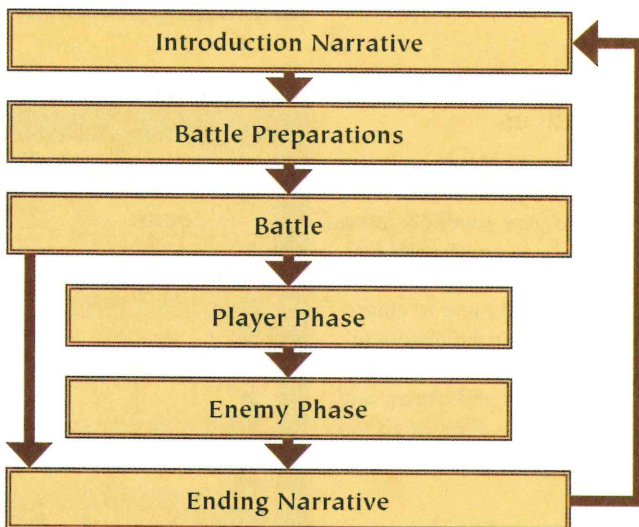 Introduction Narrative
Battle Preparations
Battle
Player Phase
Enemy Phase
Ending Narrative